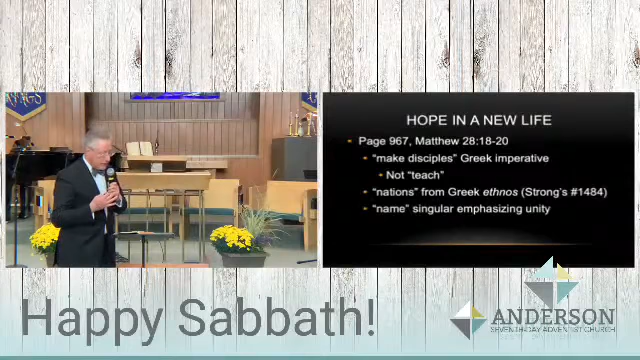 HOPE IN A NEW LIFE
Page 967, Matthew 28:18-20
"make disciples" Greek imperative
Not "teach"
"nations" from Greek ethnos (Strong's #1484)
"name" singular emphasizing unity
Happy Sabbath!
ANDERSON
SEVENTH-DAY ADVENTIST CHURCH